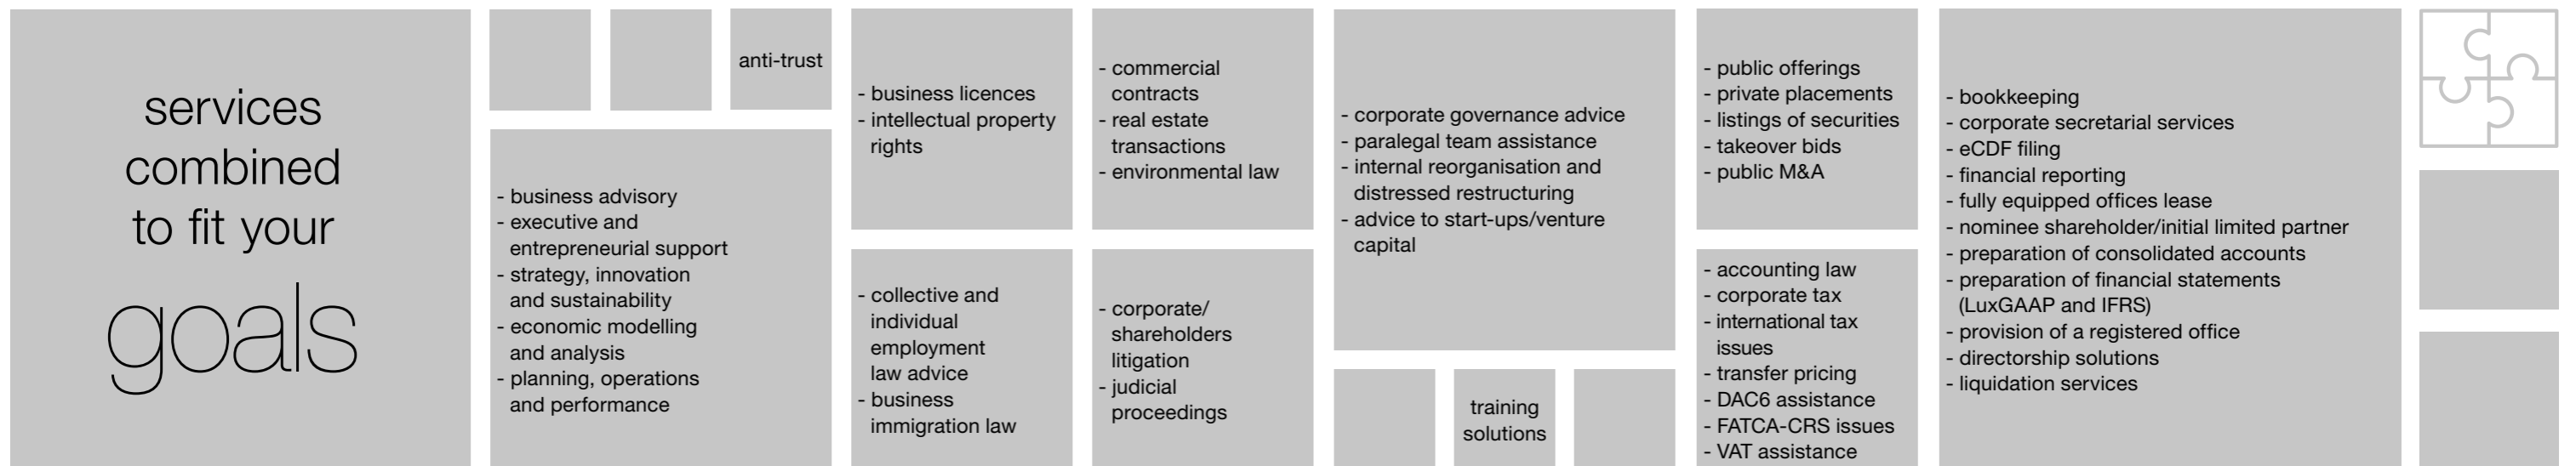 services
combined
to fit your
goals
anti-trust
- business advisory
- executive and
entrepreneurial support
- strategy, innovation
and sustainability
- economic modelling
and analysis
- planning, operations
and performance
- business licences
- intellectual property
rights
- collective and
individual
employment
law advice
- business
immigration law
- commercial
contracts
- real estate
transactions
- environmental law
- corporate/
shareholders
litigation
- judicial
proceedings
- corporate governance advice
- paralegal team assistance
- internal reorganisation and
distressed restructuring
- advice to start-ups/venture
capital
training
solutions
- public offerings
- private placements
- listings of securities
- takeover bids
- public M&A
- accounting law
- corporate tax
- international tax
issues
- transfer pricing
- DAC6 assistance
- FATCA-CRS issues
- VAT assistance
- bookkeeping
- corporate secretarial services
- eCDF filing
- financial reporting
- fully equipped offices lease
- nominee shareholder/initial limited partner
- preparation of consolidated accounts
- preparation of financial statements
(LuxGAAP and IFRS)
- provision of a registered office
- directorship solutions
- liquidation services